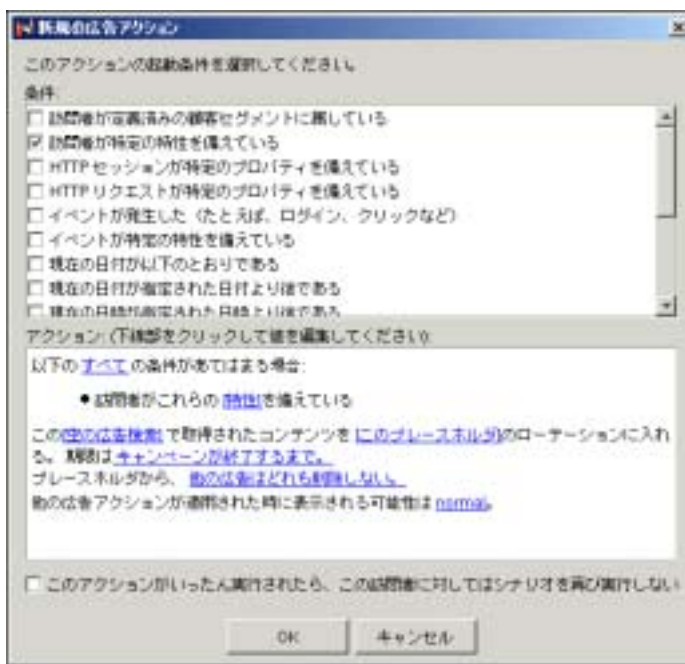 新規の広告アクション
このアクションの起動条件を選択してください。
条件:
訪問者が定義済みの顧客セグメントに属している
訪問者が特定の特性を備えている
HTTP セッションが特定のプロパティを備えている
HTTP リクエストが特定のプロパティを備えている
イベントが発生した（たとえば、ログイン、クリックなど）
イベントが特定の特性を備えている
現在の日付が以下のとおりである
現在の日付が指定された日付より後である
現在の日時が指定された日時より後である
アクション: (下線部をクリックして値を編集してください):
以下の すべて の条件があてはまる場合:
● 訪問者がこれらの [特性]を備えている
この[空の広告検索] で取得されたコンテンツを [このプレースホルダ]のローテーションに入れ
る。 期限は キャンペーンが終了するまで。
プレースホルダから、 他の広告はどれも削除しない。
他の広告アクションが適用された時に表示される可能性は normal。
このアクションがいったん実行されたら、この訪問者に対してはシナリオを再び実行しない
OK キャンセル